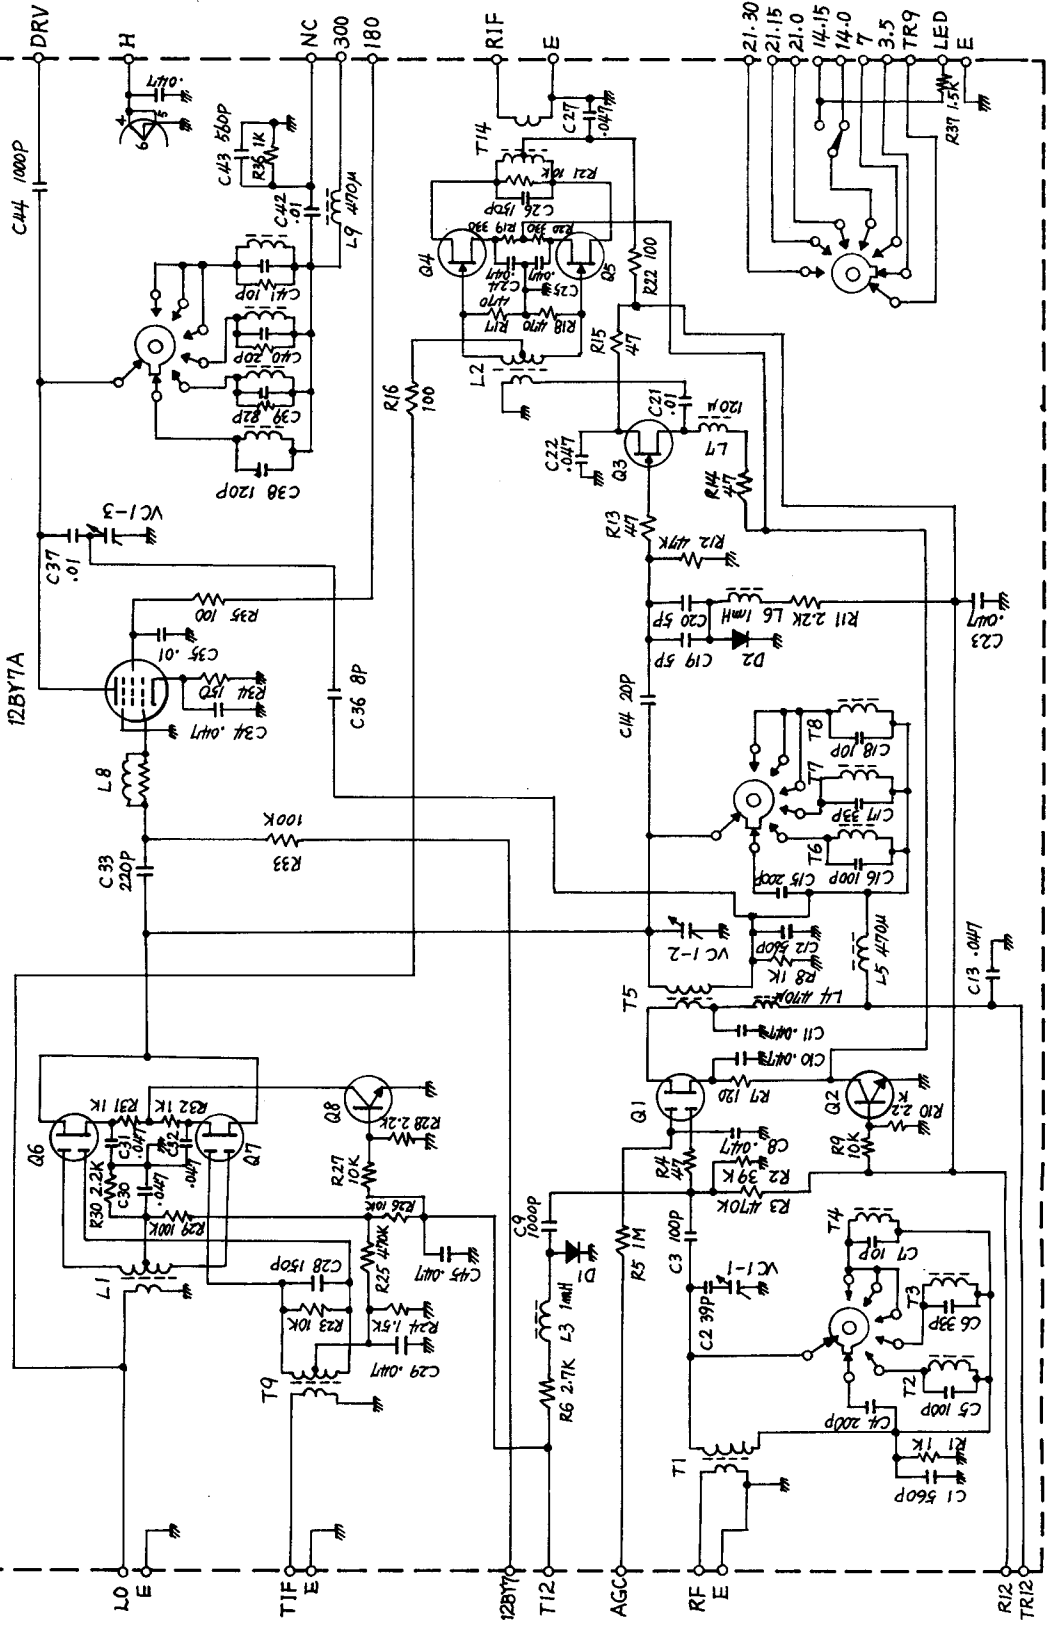 DRV
H
NC
300
180
RIF
E
21.30
21.15
21.0
14.15
14.0
7
3.5
TR9
LED
E
C44 1000P
4
5
6
.047
C43 560P
R36 1K
C42
.01
L9 470μ
C41
10P
C40
20P
C39
82P
C38 120P
C37
.01
VC1-3
12BY7A
R35
100
C35
.01
R34
150
C34 .047
C36 8P
L8
R33
100K
C33
220P
R16
100
Q4
Q5
R19 330
R20
330
C24
.047
C25
.047
R17
470
R18
470
C26
150P
R21 10K
T14
C27
.047
R22 100
L2
R15
47
C21
.01
L7
120μ
R14
47
C22
.047
Q3
R13
47
R12 47K
C20 5P
C19 5P
L6 1mH
R11 2.2K
D2
C23
.047
C14 20P
R37 1.5K
T8
C18 10P
T7
C17 33P
T6
C16 100P
C15 200P
VC1-2
C12 560P
R8 1K
L5 470μ
L4 470μ
C13 .047
T5
C11 .047
C10 .047
Q1
R7 120
Q2
R10 2.2
K
R9
10K
R4
47
C8
.047
R2
39K
R3
470K
C9
1000P
R5 1M
C3 100P
VC1-1
C2 39P
D1
L3 1mH
R6 2.7K
T4
C7
10P
T3
C6 33P
T2
C5 100P
C4 200P
R1
1K
C1 560P
T1
Q6
Q7
R31 1K
R32 1K
C31
.047
C32
.047
R30 2.2K
C30
.047
R29
100K
Q8
R28 2.2K
R27
10K
R26
10K
R25 470K
C45 .047
C28 150P
R23
10K
R24 1.5K
C29 .047
L1
T9
LO
E
TIF
E
12BY7
T12
AGC
RF
E
R12
TR12